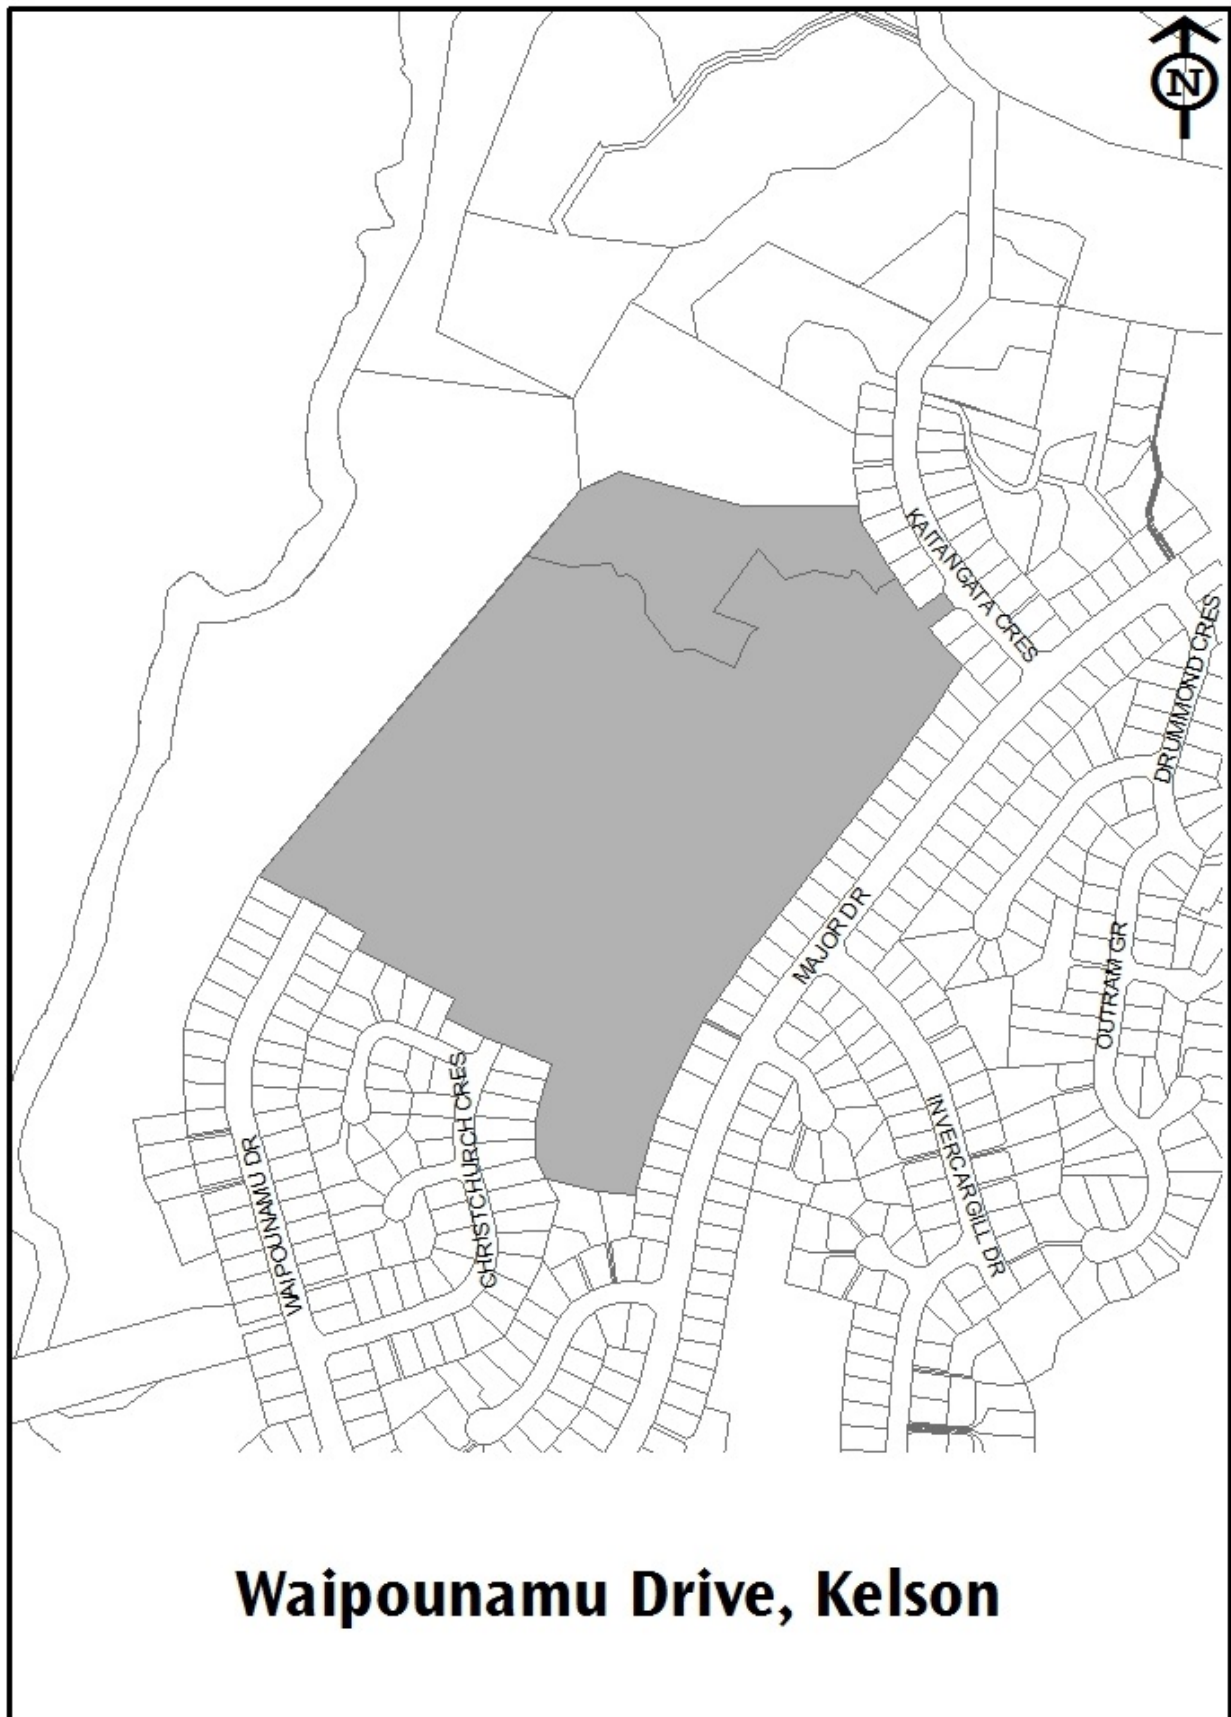 N
KAITANGATA CRES
DRUMMOND CRES
MAJOR DR
OUTRAM GR
CHRISTCHURCH CRES
INVERCARGILL DR
WAIPOUNAMU DR
Waipounamu Drive, Kelson